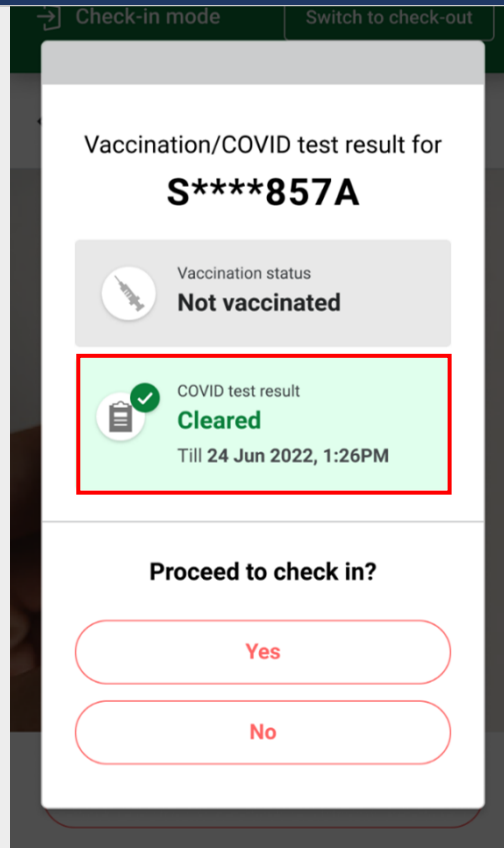 Check-in mode
Switch to check-out
Vaccination/COVID test result for
S****857A
Vaccination status
Not vaccinated
COVID test result
Cleared
Till 24 Jun 2022, 1:26PM
Proceed to check in?
Yes
No